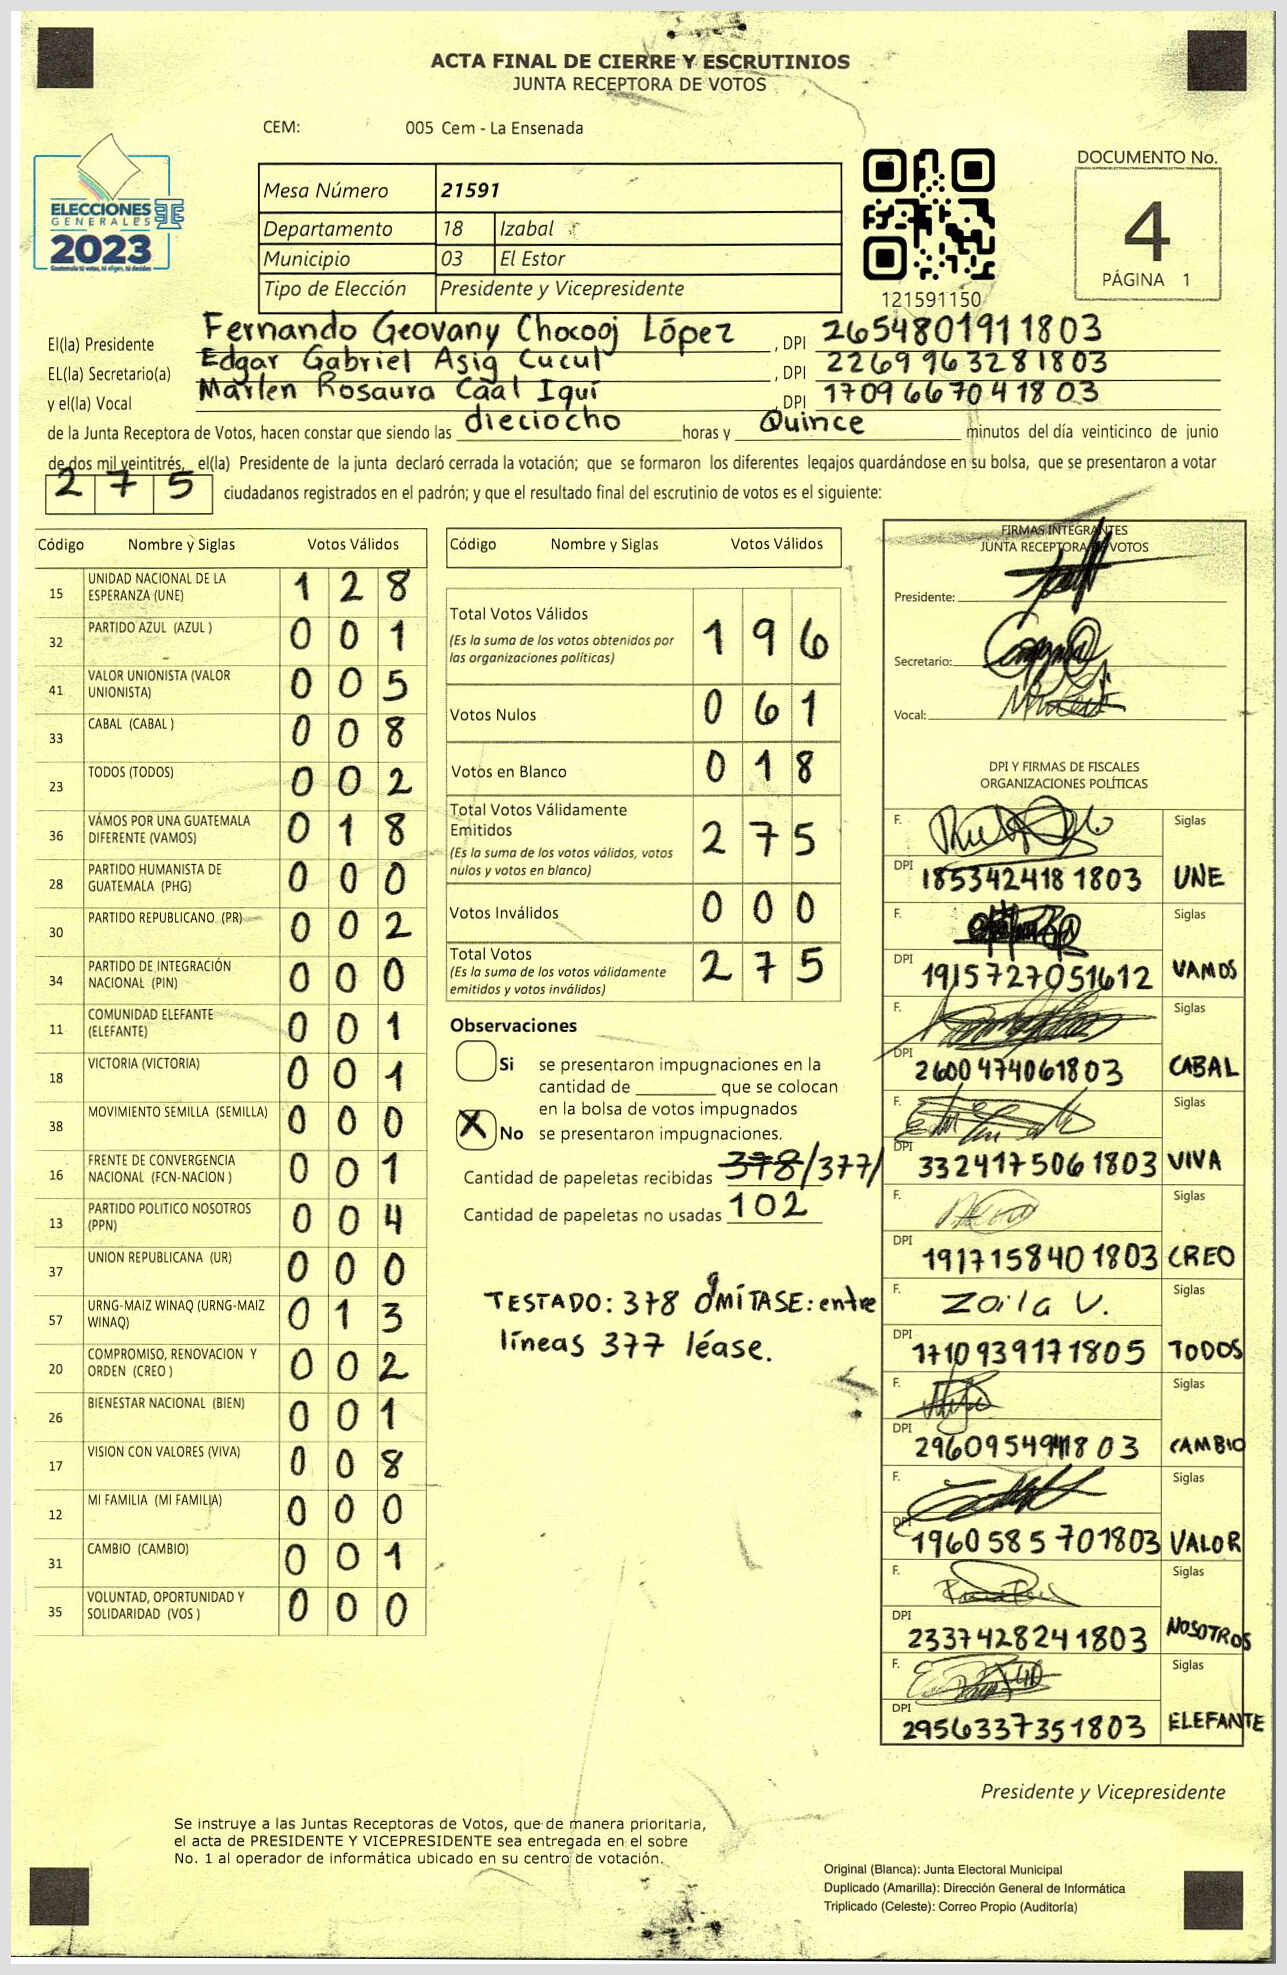 ACTA FINAL DE CIERRE Y ESCRUTINIOS
JUNTA RECEPTORA DE VOTOS
CEM: 005 Cem - La Ensenada
ELECCIONES
GENERALES
2023
Guatemala tú votas, tú eliges, tú decides
Mesa Número 21591
Departamento 18 Izabal
Municipio 03 El Estor
Tipo de Elección Presidente y Vicepresidente
121591150
DOCUMENTO No.
4
PÁGINA 1
El(la) Presidente Fernando Geovany Chocooj López, DPI 2654801911803
EL(la) Secretario(a) Edgar Gabriel Asig Cucul, DPI 2269963281803
y el(la) Vocal Marlen Rosaura Caal Iquí, DPI 1709667041803
de la Junta Receptora de Votos, hacen constar que siendo las dieciocho horas y Quince minutos del día veinticinco de junio
de dos mil veintitrés, el(la) Presidente de la junta declaró cerrada la votación; que se formaron los diferentes legajos guardándose en su bolsa, que se presentaron a votar
275 ciudadanos registrados en el padrón; y que el resultado final del escrutinio de votos es el siguiente:
Código Nombre y Siglas Votos Válidos
15 UNIDAD NACIONAL DE LA
ESPERANZA (UNE) 1 2 8
32 PARTIDO AZUL (AZUL ) 0 0 1
41 VALOR UNIONISTA (VALOR
UNIONISTA) 0 0 5
33 CABAL (CABAL ) 0 0 8
23 TODOS (TODOS) 0 0 2
36 VÁMOS POR UNA GUATEMALA
DIFERENTE (VAMOS) 0 1 8
28 PARTIDO HUMANISTA DE
GUATEMALA (PHG) 0 0 0
30 PARTIDO REPUBLICANO (PR) 0 0 2
34 PARTIDO DE INTEGRACIÓN
NACIONAL (PIN) 0 0 0
11 COMUNIDAD ELEFANTE
(ELEFANTE) 0 0 1
18 VICTORIA (VICTORIA) 0 0 1
38 MOVIMIENTO SEMILLA (SEMILLA) 0 0 0
16 FRENTE DE CONVERGENCIA
NACIONAL (FCN-NACION ) 0 0 1
13 PARTIDO POLITICO NOSOTROS
(PPN) 0 0 4
37 UNION REPUBLICANA (UR) 0 0 0
57 URNG-MAIZ WINAQ (URNG-MAIZ
WINAQ) 0 1 3
20 COMPROMISO, RENOVACION Y
ORDEN (CREO ) 0 0 2
26 BIENESTAR NACIONAL (BIEN) 0 0 1
17 VISION CON VALORES (VIVA) 0 0 8
12 MI FAMILIA (MI FAMILIA) 0 0 0
31 CAMBIO (CAMBIO) 0 0 1
35 VOLUNTAD, OPORTUNIDAD Y
SOLIDARIDAD (VOS ) 0 0 0
Código Nombre y Siglas Votos Válidos
Total Votos Válidos 1 9 6
(Es la suma de los votos obtenidos por
las organizaciones políticas)
Votos Nulos 0 6 1
Votos en Blanco 0 1 8
Total Votos Válidamente
Emitidos 2 7 5
(Es la suma de los votos válidos, votos
nulos y votos en blanco)
Votos Inválidos 0 0 0
Total Votos 2 7 5
(Es la suma de los votos válidamente
emitidos y votos inválidos)
Observaciones
Si se presentaron impugnaciones en la
cantidad de ________ que se colocan
en la bolsa de votos impugnados
X No se presentaron impugnaciones.
Cantidad de papeletas recibidas 378/377/
Cantidad de papeletas no usadas 102
TESTADO: 378 OMÍTASE: entre
líneas 377 léase.
FIRMAS INTEGRANTES
JUNTA RECEPTORA DE VOTOS
Presidente:
Secretario:
Vocal:
DPI Y FIRMAS DE FISCALES
ORGANIZACIONES POLÍTICAS
F. Siglas
DPI 1853424181803 UNE
F. Siglas
DPI 1915727051612 VAMOS
F. Siglas
DPI 2600474061803 CABAL
F. Siglas
DPI 3324175061803 VIVA
F. Siglas
DPI 1917158401803 CREO
F. Zoila V. Siglas
DPI 1710939171805 TODOS
F. Siglas
DPI CAMBIO
F. Siglas
DPI 1960585701803 VALOR
F. Siglas
DPI 2337428241803 NOSOTROS
F. Siglas
DPI 2956337351803 ELEFANTE
Presidente y Vicepresidente
Se instruye a las Juntas Receptoras de Votos, que de manera prioritaria,
el acta de PRESIDENTE Y VICEPRESIDENTE sea entregada en el sobre
No. 1 al operador de informática ubicado en su centro de votación.
Original (Blanca): Junta Electoral Municipal
Duplicado (Amarilla): Dirección General de Informática
Triplicado (Celeste): Correo Propio (Auditoría)